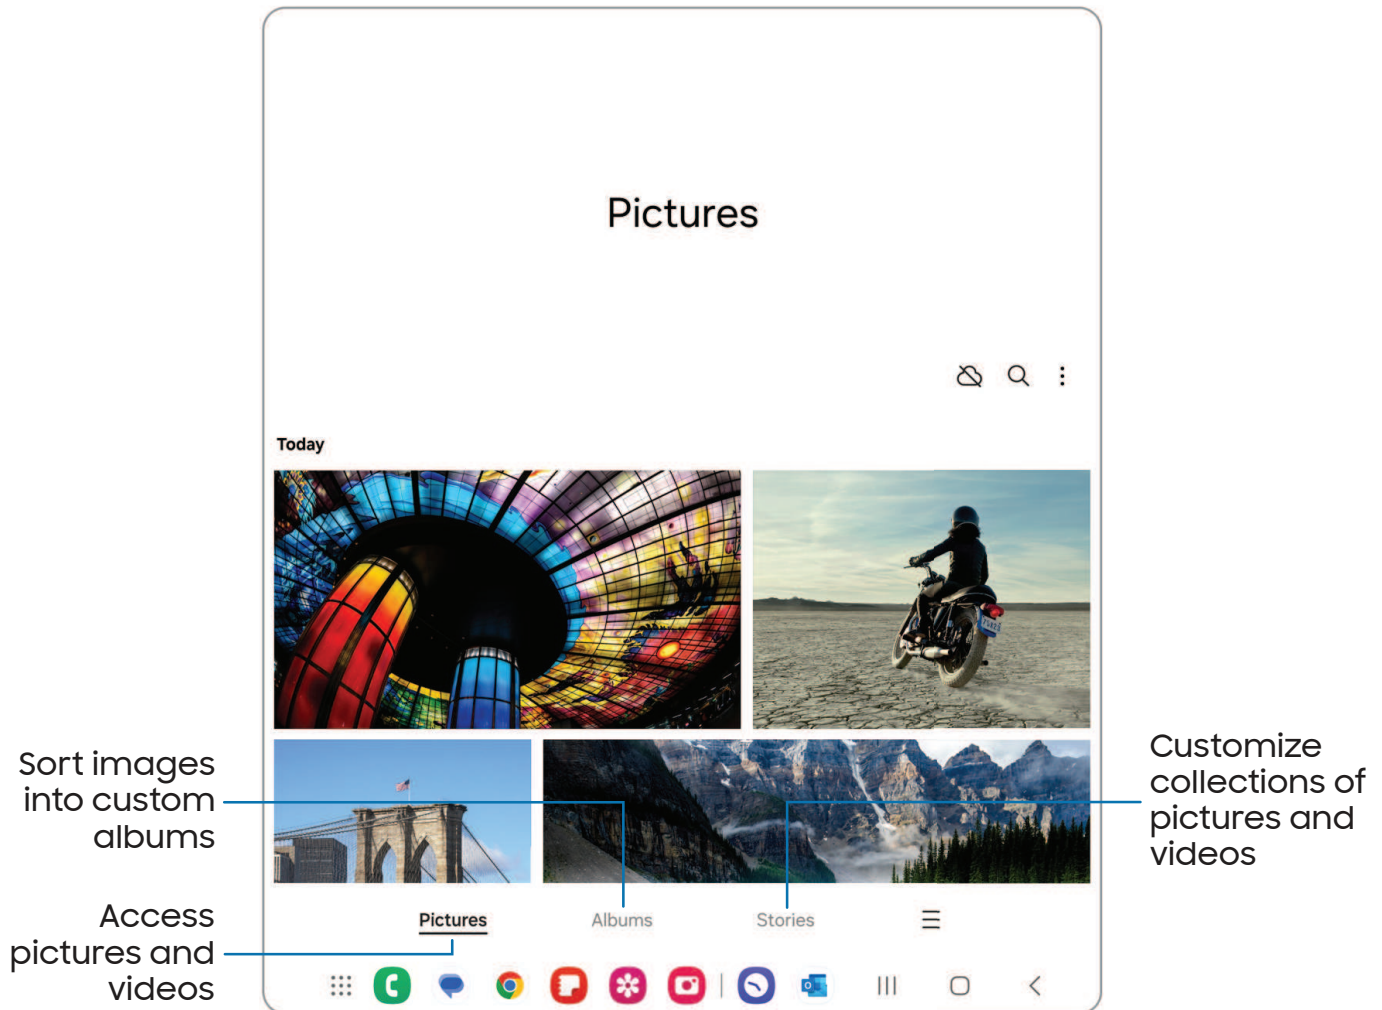 Pictures
Today
Sort images
into custom
albums
Customize
collections of
pictures and
videos
Access
pictures and
videos
Pictures
Albums
Stories